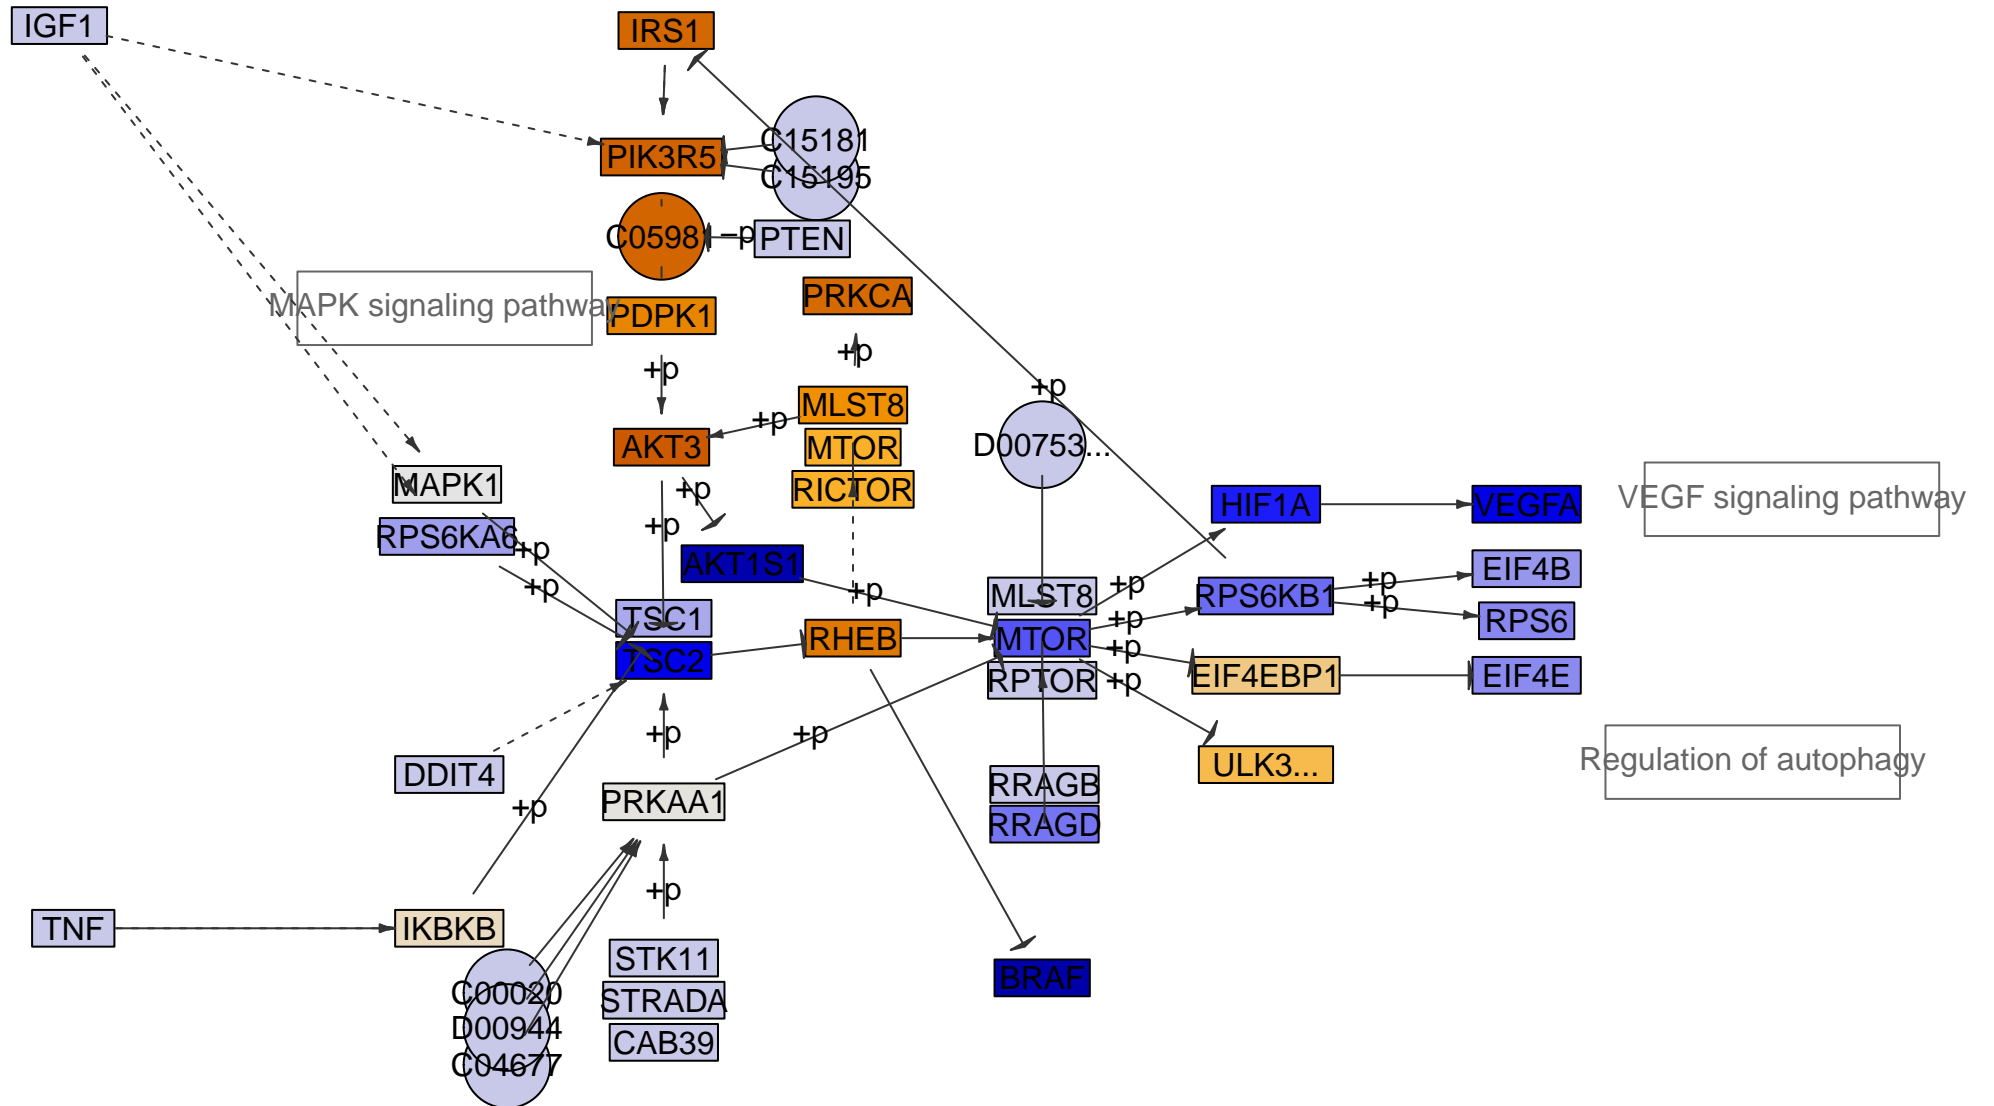 IGF1
IRS1
C15181
PIK3R5
C15195
C0598
−p
PTEN
PRKCA
MAPK signaling pathway
PDPK1
+p
+p
+p
MLST8
+p
AKT3
MTOR
D00753...
MAPK1
+p
RICTOR
HIF1A
VEGFA
VEGF signaling pathway
RPS6KA6
+p
+p
AKT1S1
EIF4B
+p
+p
+p
+p
MLST8
RPS6KB1
+p
TSC1
+p
RPS6
RHEB
MTOR
+p
TSC2
RPTOR
+p
EIF4EBP1
EIF4E
+p
+p
DDIT4
ULK3...
Regulation of autophagy
PRKAA1
RRAGB
+p
RRAGD
+p
TNF
IKBKB
STK11
BRAF
C00020
STRADA
D00944
CAB39
C04677